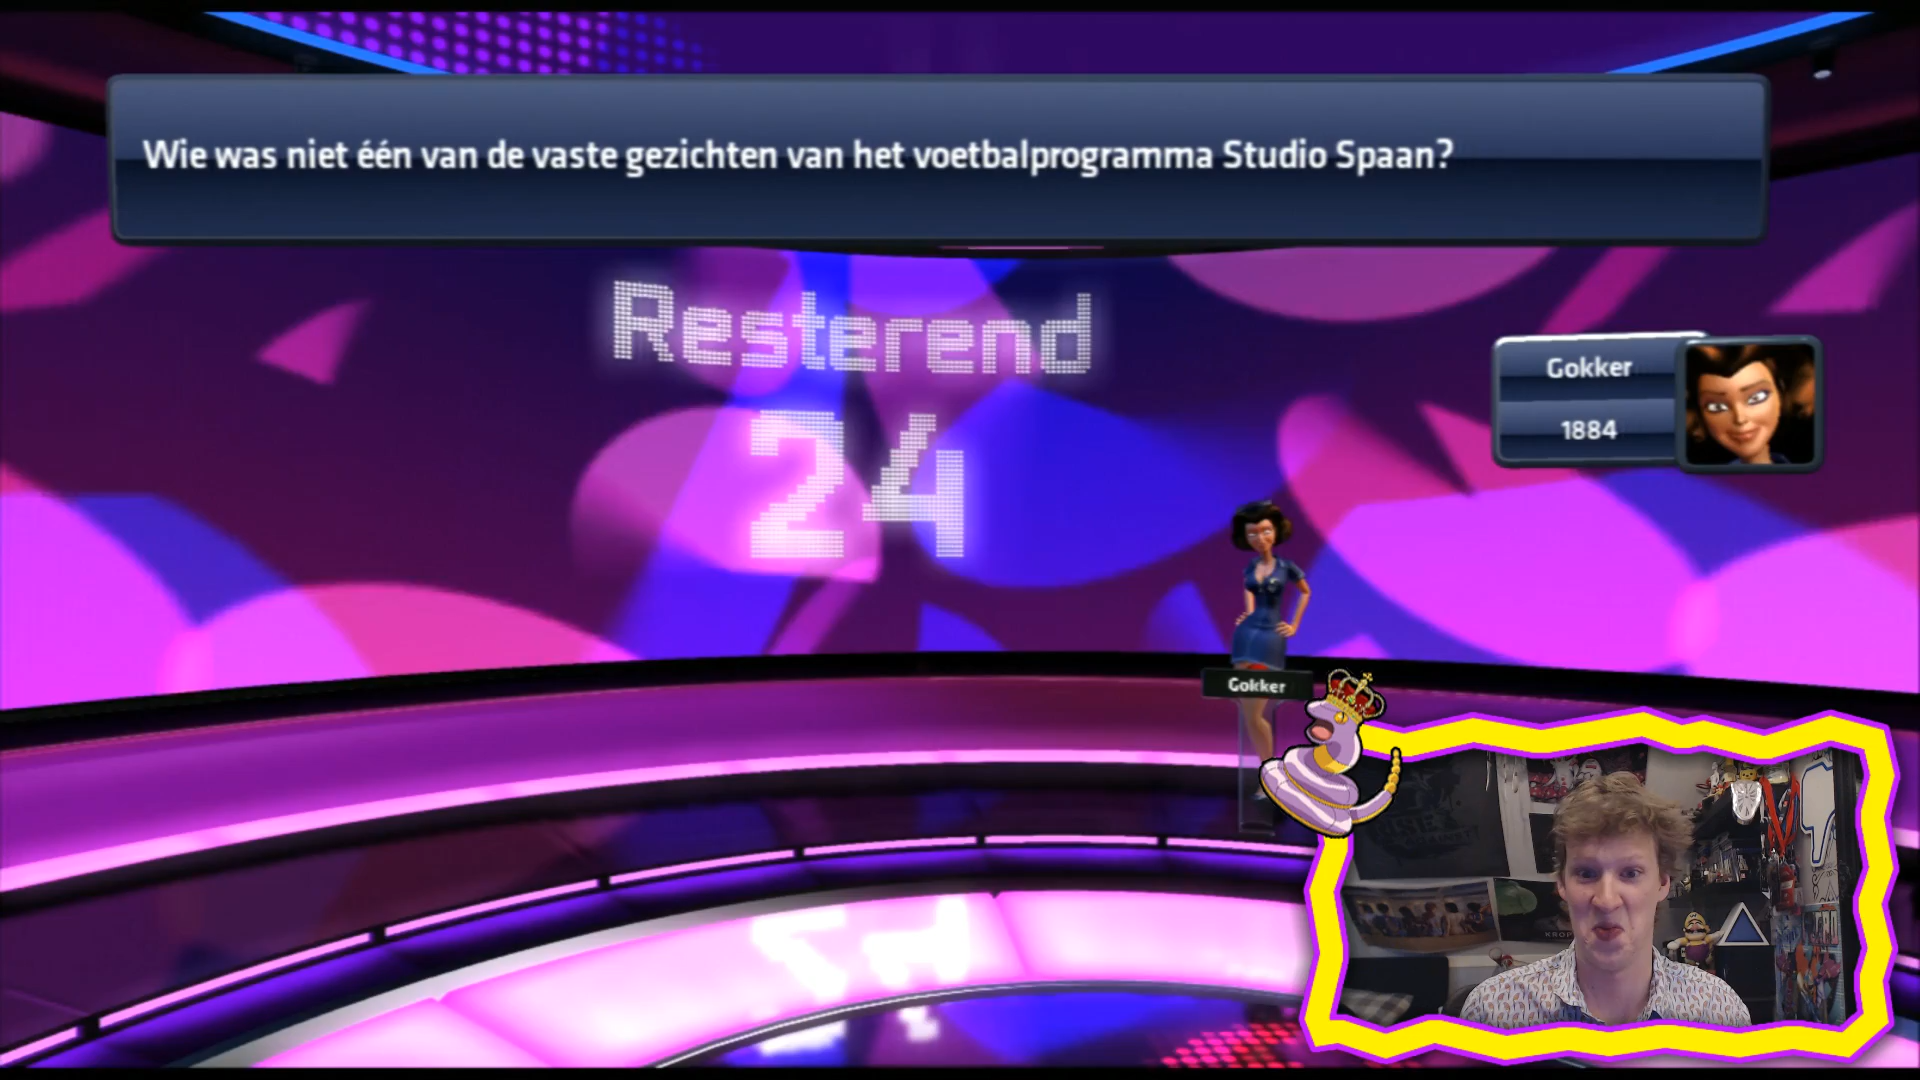 Wie was niet één van de vaste gezichten van het voetbalprogramma Studio Spaan?
Resterend
24
Gokker
1884
Gokker